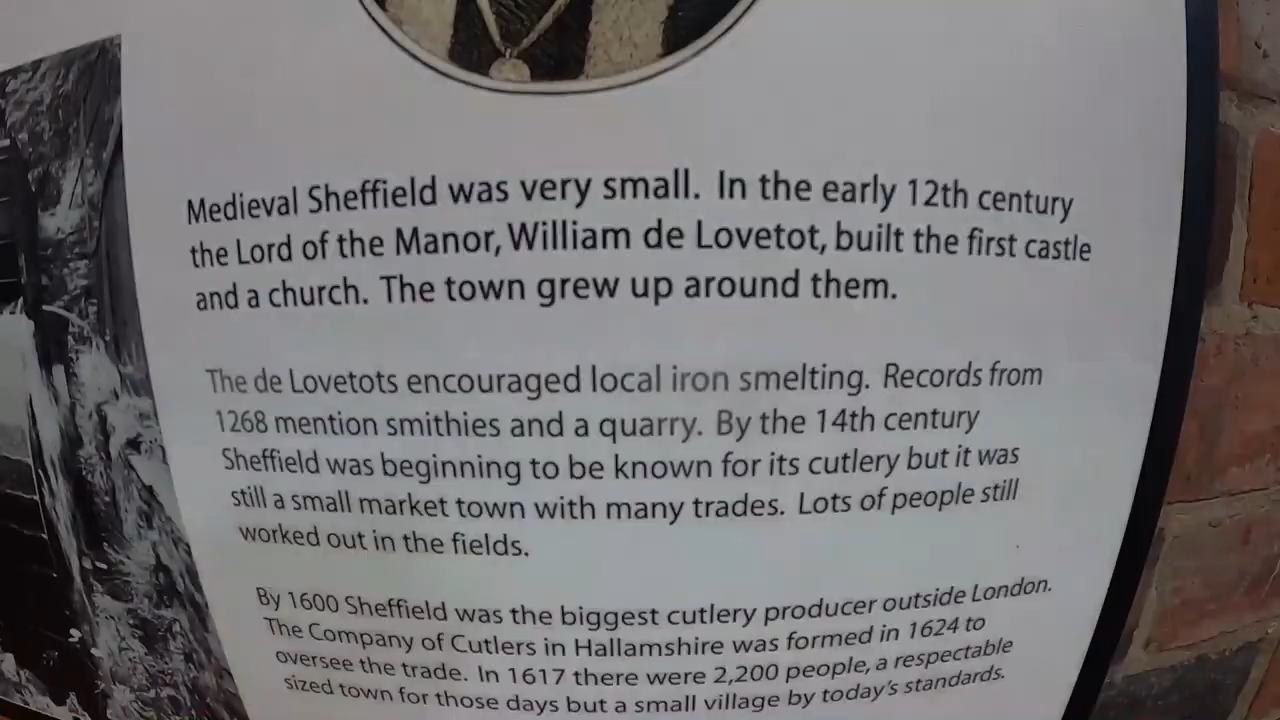 Medieval Sheffield was very small. In the early 12th century
the Lord of the Manor, William de Lovetot, built the first castle
and a church. The town grew up around them.
The de Lovetots encouraged local iron smelting. Records from
1268 mention smithies and a quarry. By the 14th century
Sheffield was beginning to be known for its cutlery but it was
still a small market town with many trades. Lots of people still
worked out in the fields.
By 1600 Sheffield was the biggest cutlery producer outside London.
The Company of Cutlers in Hallamshire was formed in 1624 to
oversee the trade. In 1617 there were 2,200 people, a respectable
sized town for those days but a small village by today's standards.